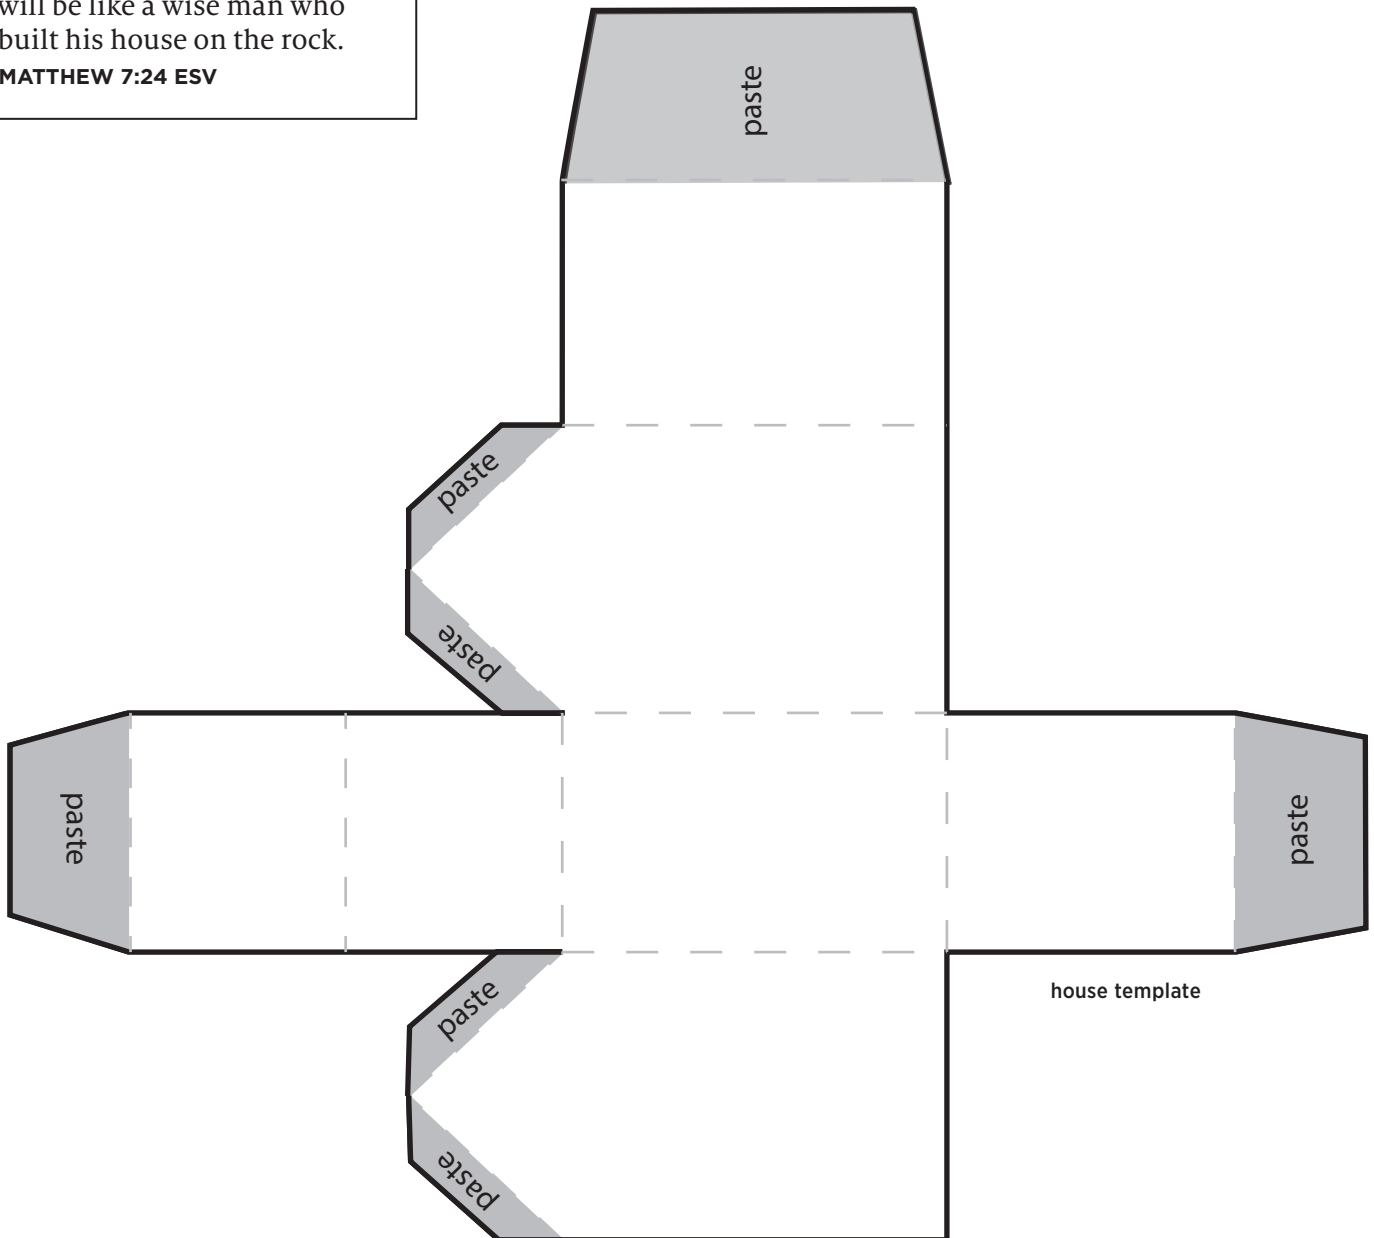 will be like a wise man who
built his house on the rock.
MATTHEW 7:24 ESV
paste
paste
paste
paste
paste
house template
paste
paste